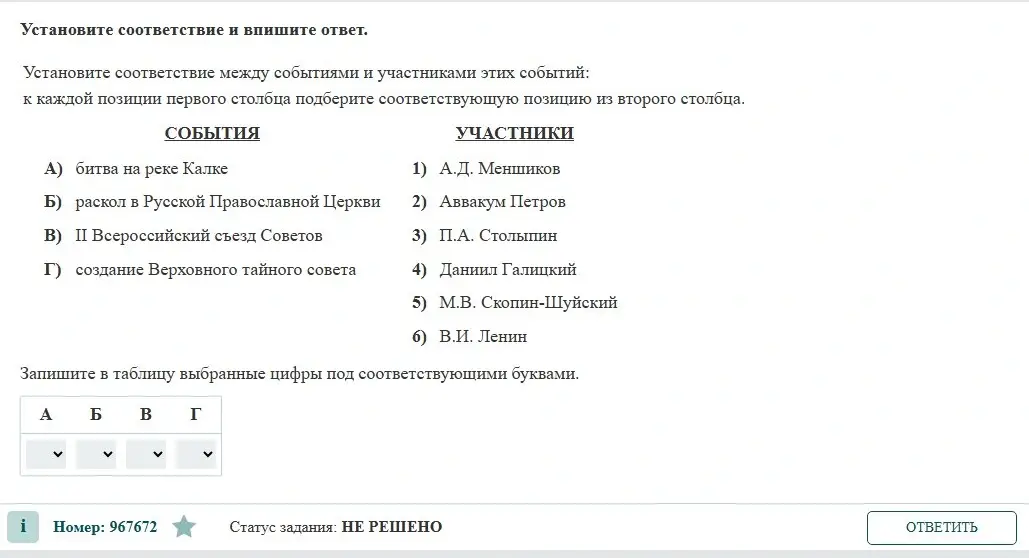 Установите соответствие и впишите ответ.
Установите соответствие между событиями и участниками этих событий:
к каждой позиции первого столбца подберите соответствующую позицию из второго столбца.
СОБЫТИЯ УЧАСТНИКИ
А) битва на реке Калке 1) А.Д. Меншиков
Б) раскол в Русской Православной Церкви 2) Аввакум Петров
В) II Всероссийский съезд Советов 3) П.А. Столыпин
Г) создание Верховного тайного совета 4) Даниил Галицкий
5) М.В. Скопин-Шуйский
6) В.И. Ленин
Запишите в таблицу выбранные цифры под соответствующими буквами.
А Б В Г
i Номер: 967672 Статус задания: НЕ РЕШЕНО ОТВЕТИТЬ